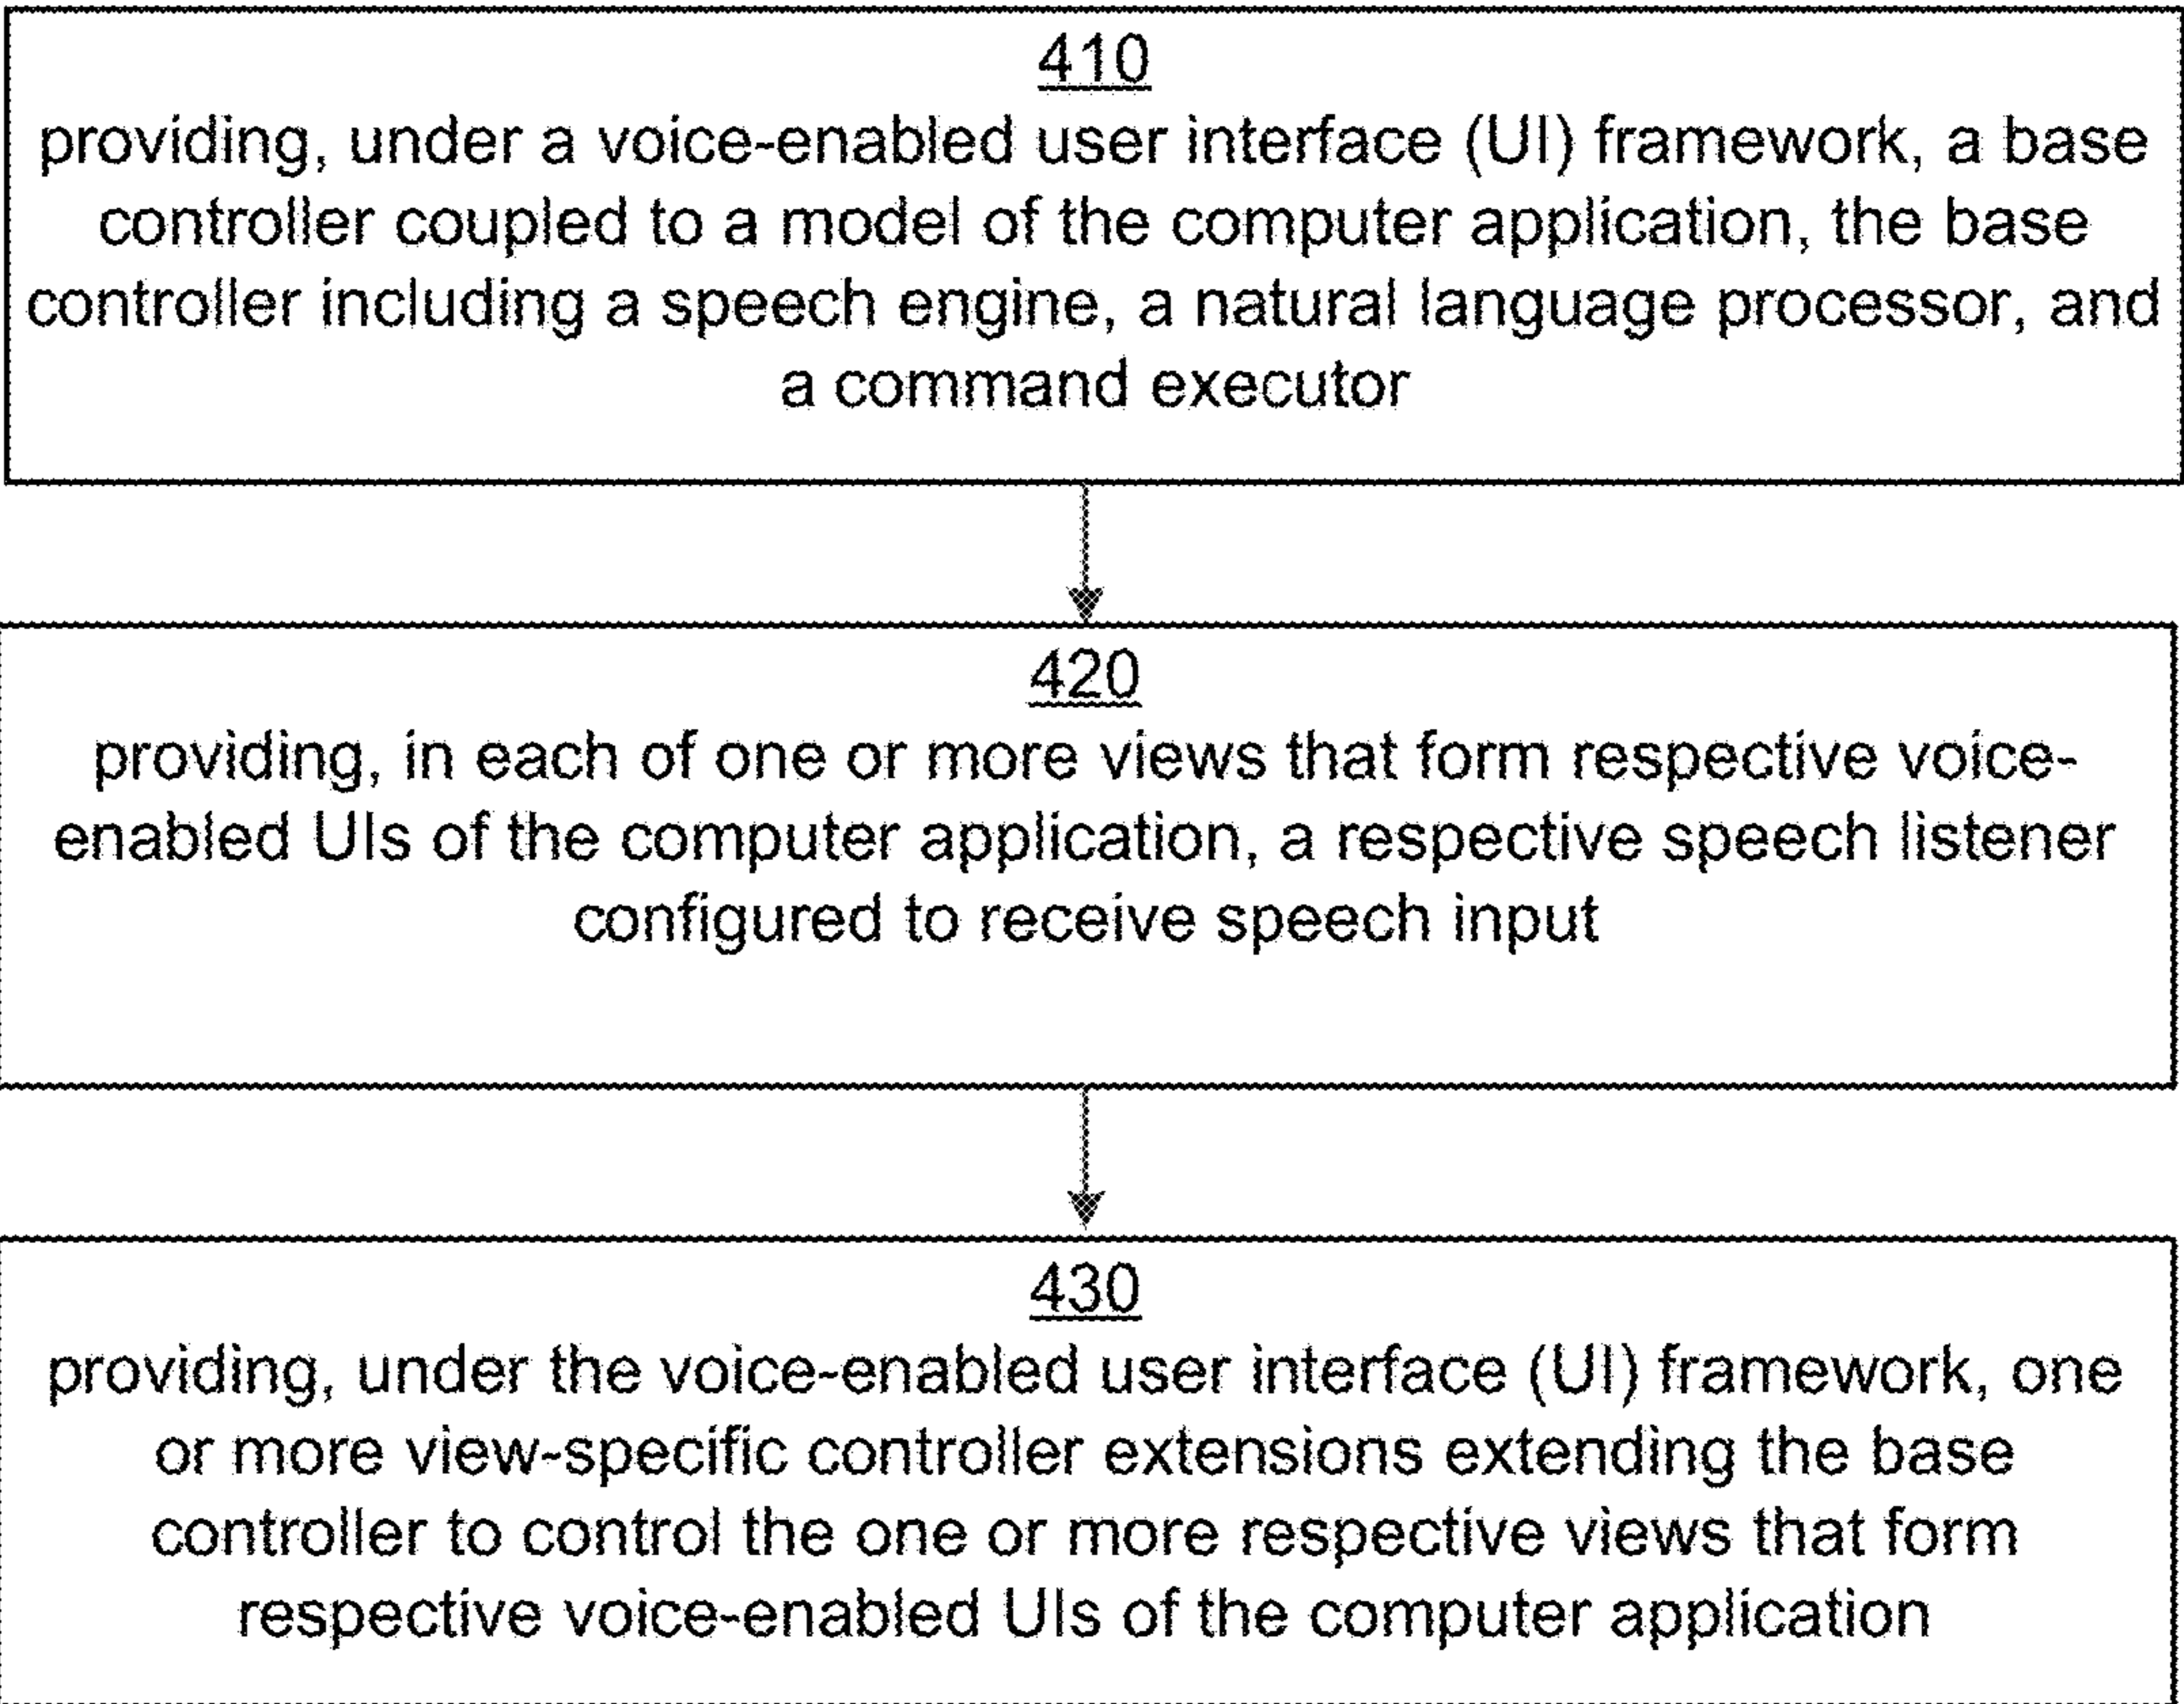 410
providing, under a voice-enabled user interface (UI) framework, a base
controller coupled to a model of the computer application, the base
controller including a speech engine, a natural language processor, and
a command executor
420
providing, in each of one or more views that form respective voice-
enabled UIs of the computer application, a respective speech listener
configured to receive speech input
430
providing, under the voice-enabled user interface (UI) framework, one
or more view-specific controller extensions extending the base
controller to control the one or more respective views that form
respective voice-enabled UIs of the computer application